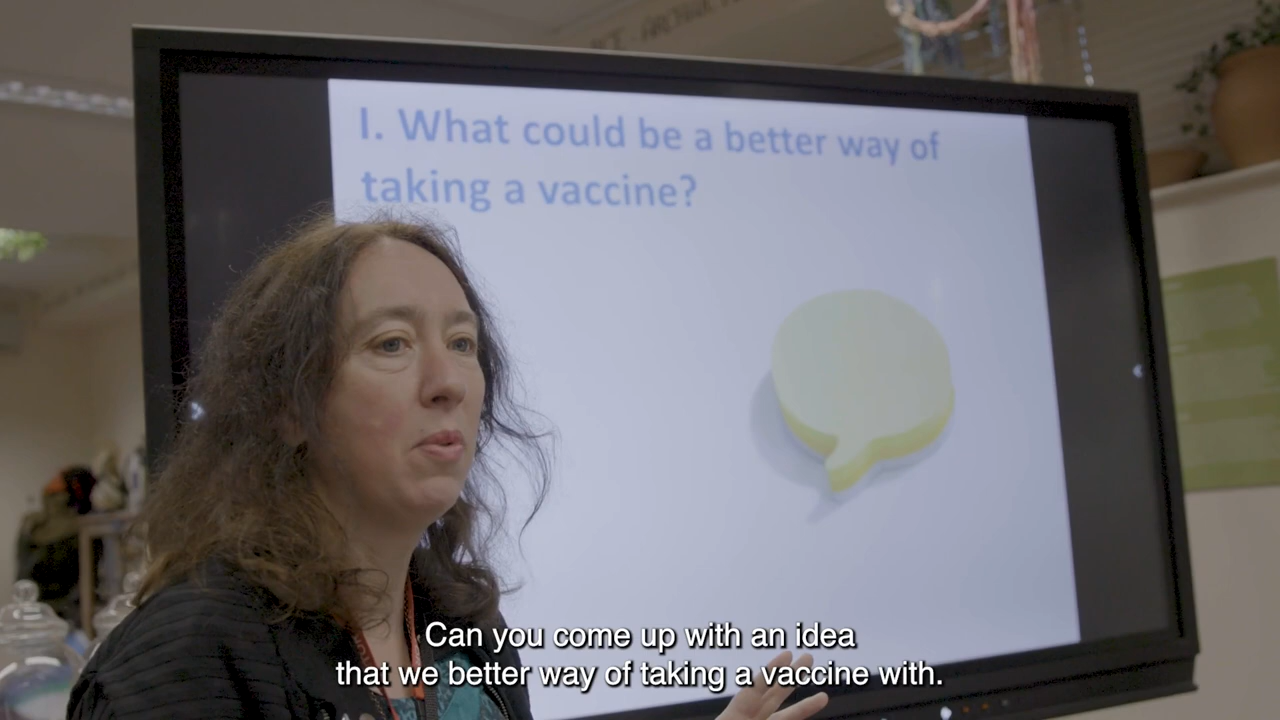 I. What could be a better way of
taking a vaccine?
Can you come up with an idea
that we better way of taking a vaccine with.